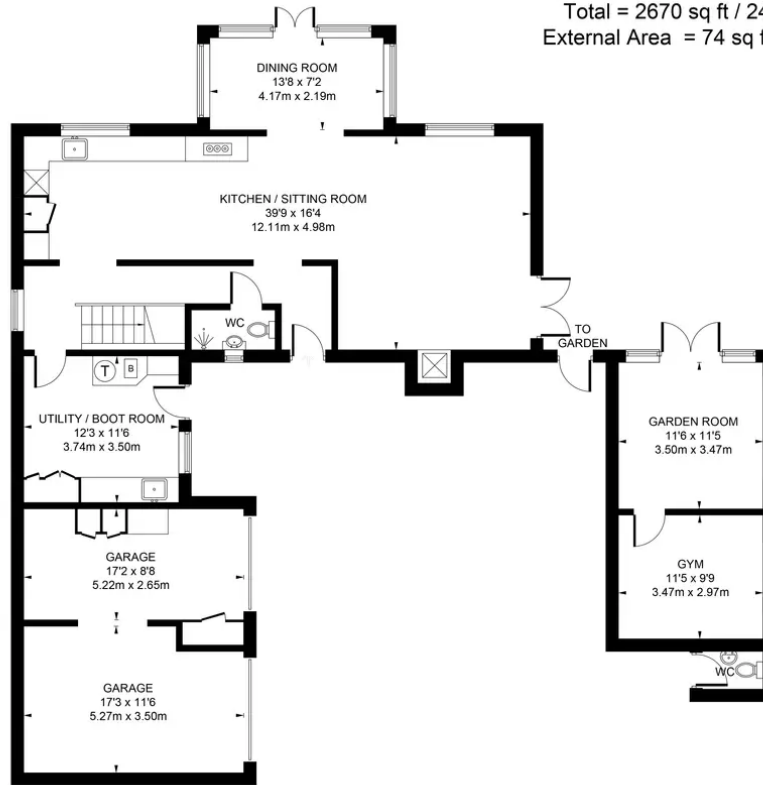 Total = 2670 sq ft / 24
External Area = 74 sq f
DINING ROOM
13'8 x 7'2
4.17m x 2.19m
KITCHEN / SITTING ROOM
39'9 x 16'4
12.11m x 4.98m
WC
TO
GARDEN
T
B
UTILITY / BOOT ROOM
12'3 x 11'6
3.74m x 3.50m
GARDEN ROOM
11'6 x 11'5
3.50m x 3.47m
GARAGE
17'2 x 8'8
5.22m x 2.65m
GYM
11'5 x 9'9
3.47m x 2.97m
WC
GARAGE
17'3 x 11'6
5.27m x 3.50m